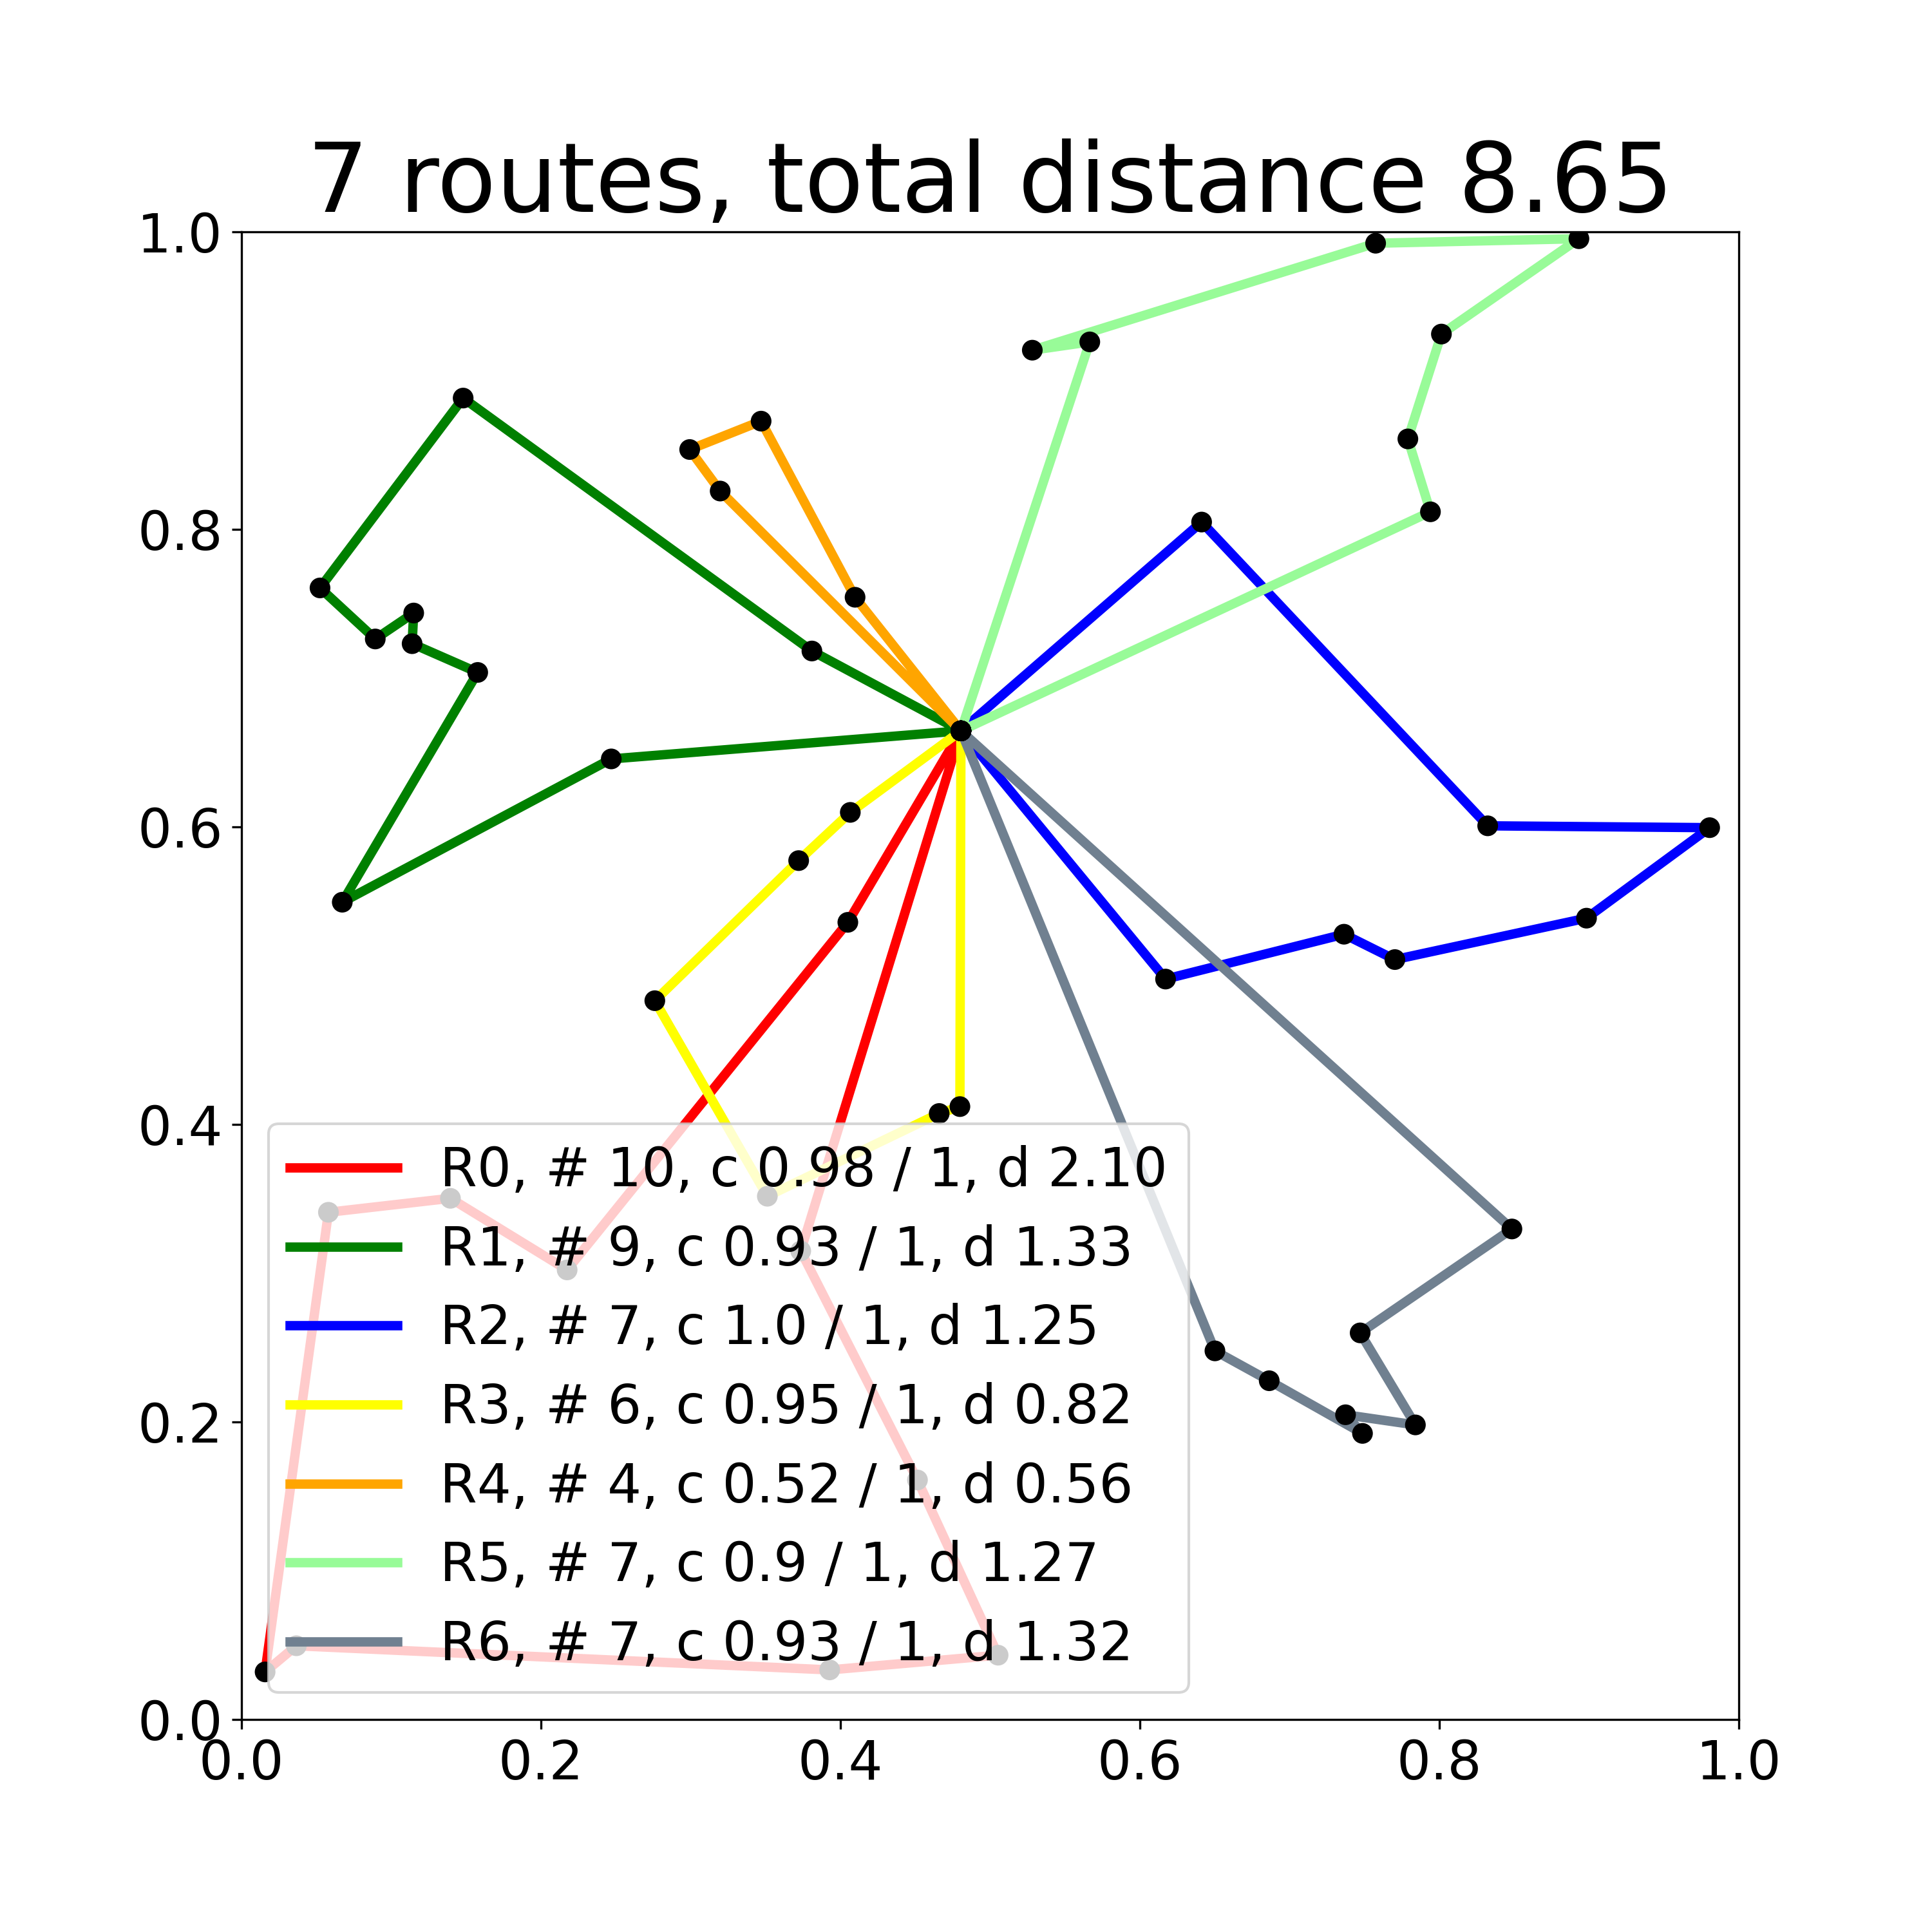 7 routes, total distance 8.65
1.0
0.8
0.6
0.4
0.2
0.0
R0, # 10, c 0.98 / 1, d 2.10
R1, # 9, c 0.93 / 1, d 1.33
R2, # 7, c 1.0 / 1, d 1.25
R3, # 6, c 0.95 / 1, d 0.82
R4, # 4, c 0.52 / 1, d 0.56
R5, # 7, c 0.9 / 1, d 1.27
R6, # 7, c 0.93 / 1, d 1.32
0.0 0.2 0.4 0.6 0.8 1.0